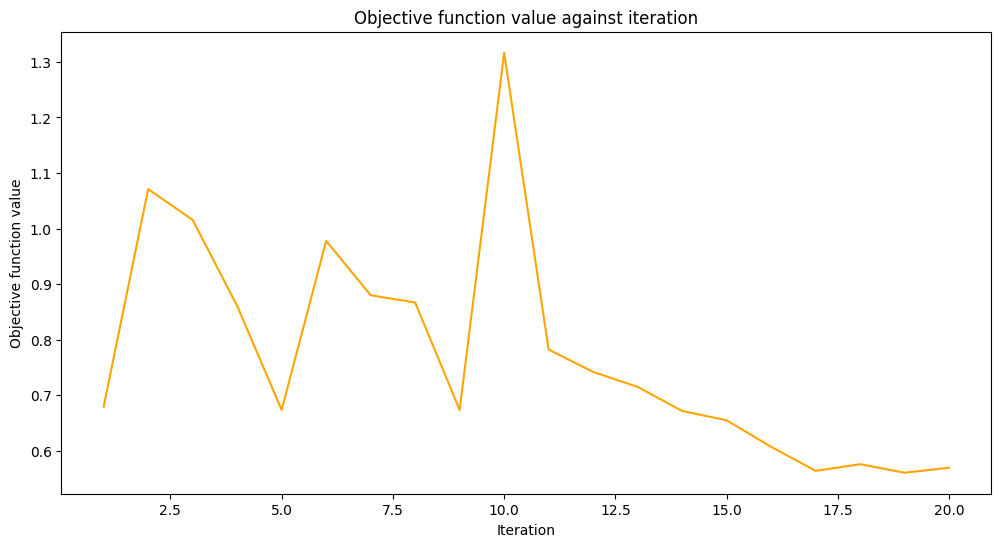 Objective function value against iteration
Objective function value
1.3
1.2
1.1
1.0
0.9
0.8
0.7
0.6
2.5 5.0 7.5 10.0 12.5 15.0 17.5 20.0
Iteration